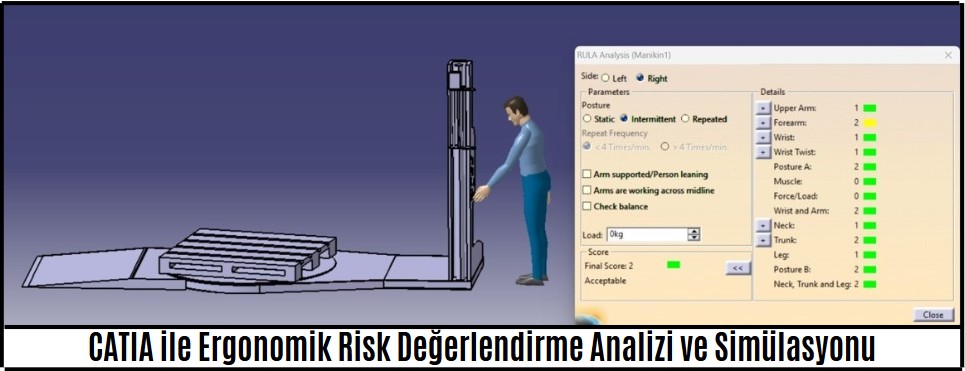 RULA Analysis (Manikin1)
Side: Left Right
Parameters
Posture
Static Intermittent Repeated
Repeat Frequency
< 4 Times/min. > 4 Times/min.
Arm supported/Person leaning
Arms are working across midline
Check balance
Load: 0kg
Score
Final Score: 2
Acceptable
<<
Details
+ Upper Arm: 1
+ Forearm: 2
+ Wrist: 1
+ Wrist Twist: 1
Posture A: 2
Muscle: 0
Force/Load: 0
Wrist and Arm: 2
+ Neck: 1
+ Trunk: 2
Leg: 1
Posture B: 2
Neck, Trunk and Leg: 2
Close
CATIA ile Ergonomik Risk Değerlendirme Analizi ve Simülasyonu